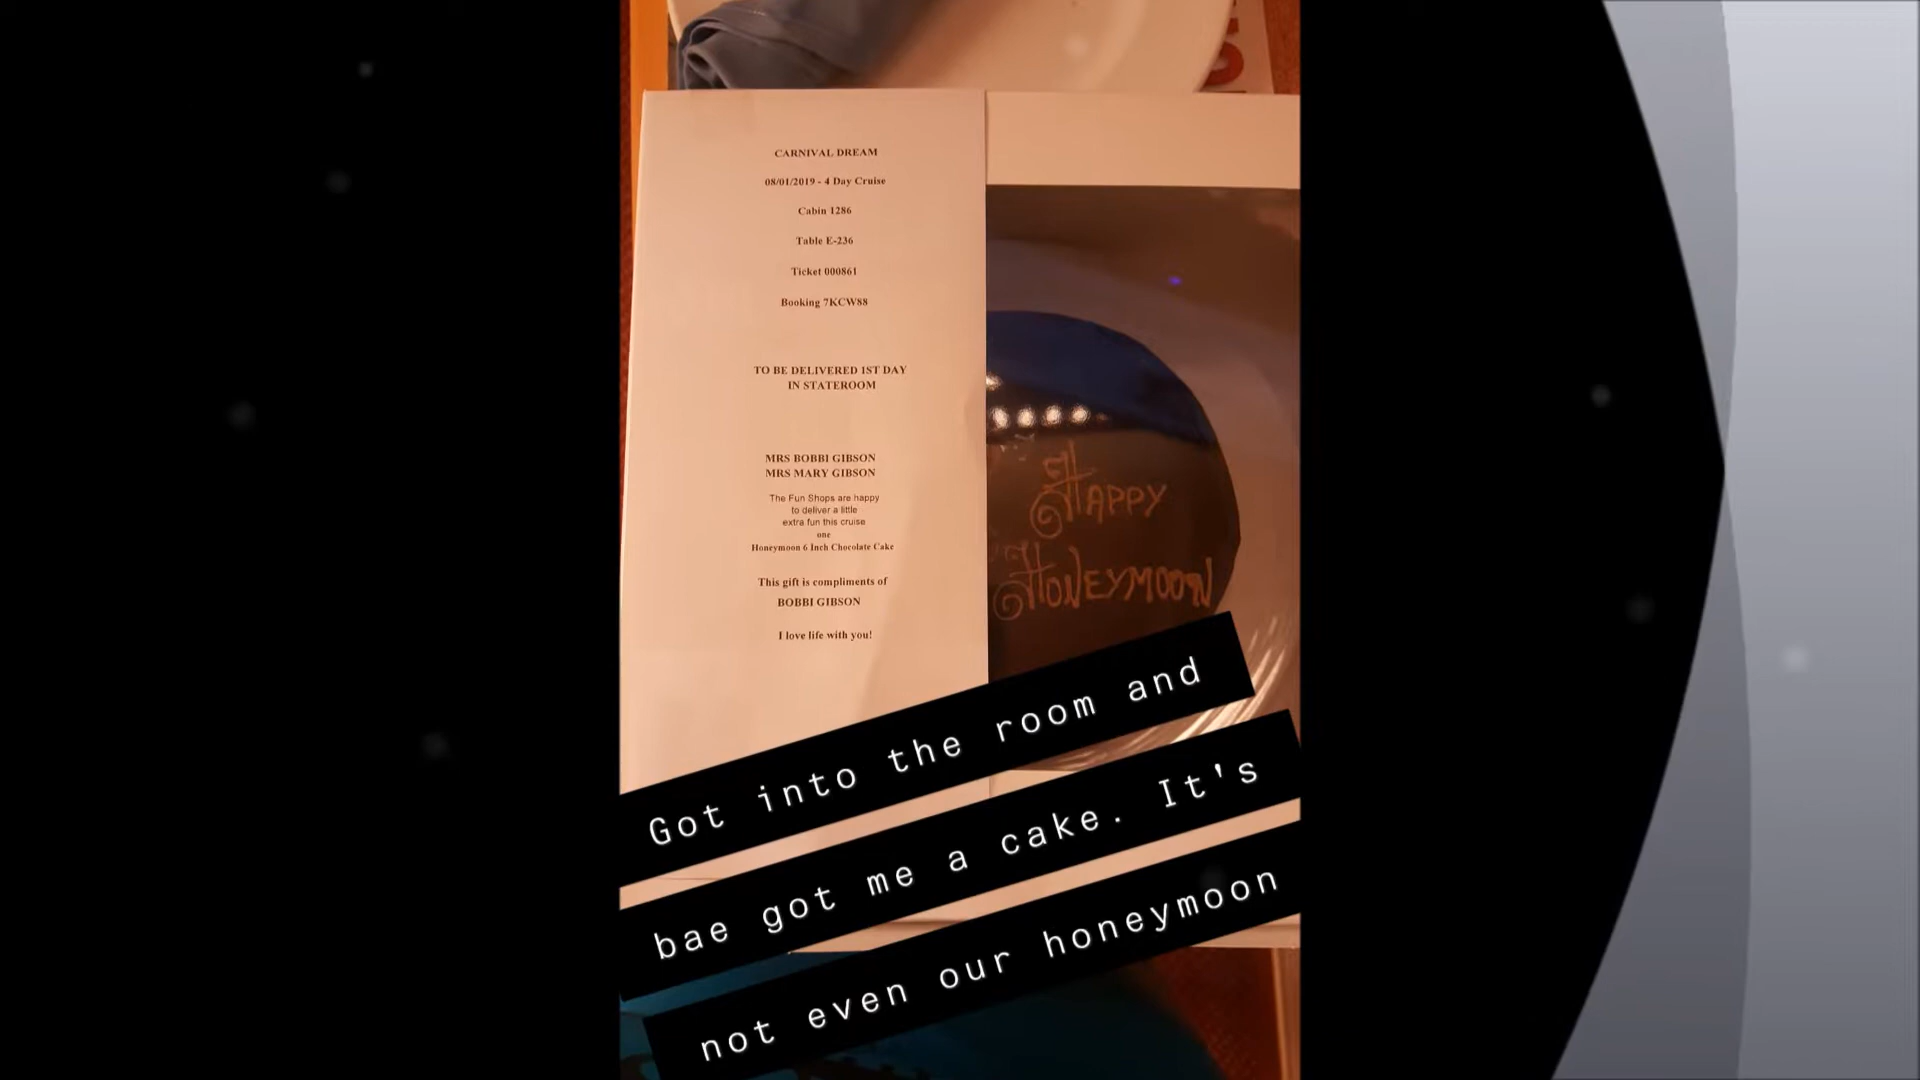 CARNIVAL DREAM
08/01/2019 - 4 Day Cruise
Cabin 1286
Table E-236
Ticket 000861
Booking 7KCW88
TO BE DELIVERED 1ST DAY
IN STATEROOM
MRS BOBBI GIBSON
MRS MARY GIBSON
The Fun Shops are happy
to deliver a little
extra fun this cruise
one
Honeymoon 6 Inch Chocolate Cake
This gift is compliments of
BOBBI GIBSON
I love life with you!
HAPPY
HONEYMOON
Got into the room and
bae got me a cake. It's
not even our honeymoon